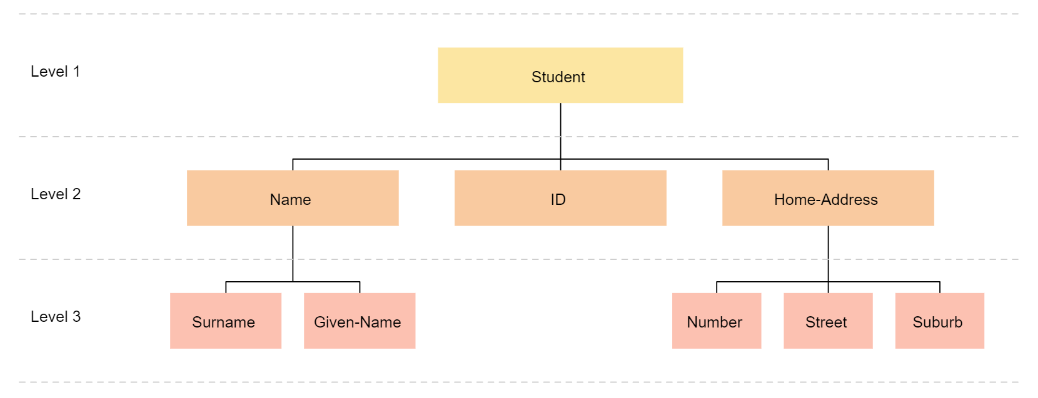 Level 1
Student
Level 2
Name
ID
Home-Address
Level 3
Surname
Given-Name
Number
Street
Suburb